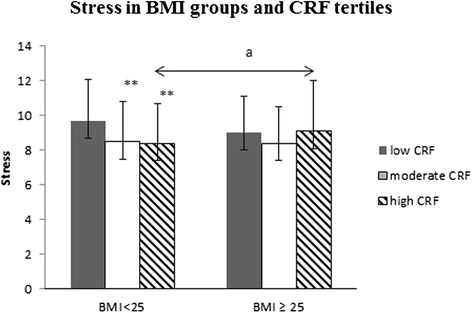 Stress in BMI groups and CRF tertiles
14
12
10
8
6
4
2
0
Stress
**
**
a
BMI<25
BMI ≥ 25
low CRF
moderate CRF
high CRF